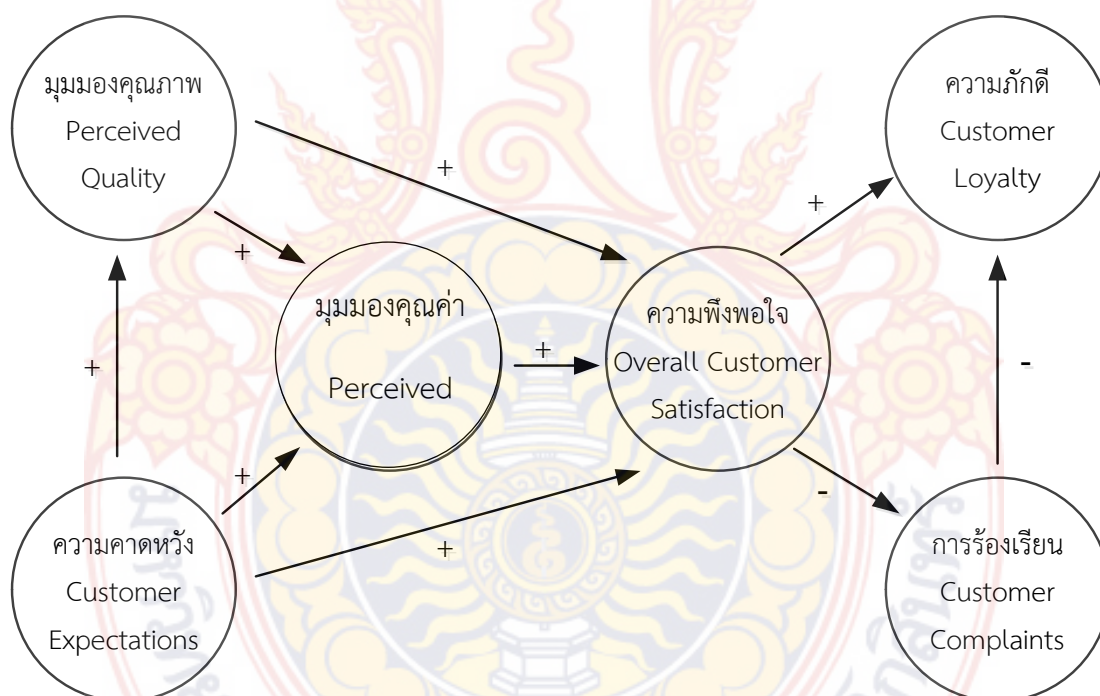 มุมมองคุณภาพ
Perceived
Quality
ความภักดี
Customer
Loyalty
+
+
+
มุมมองคุณค่า
Perceived
+
ความพึงพอใจ
Overall Customer
Satisfaction
+
-
+
-
+
ความคาดหวัง
Customer
Expectations
การร้องเรียน
Customer
Complaints